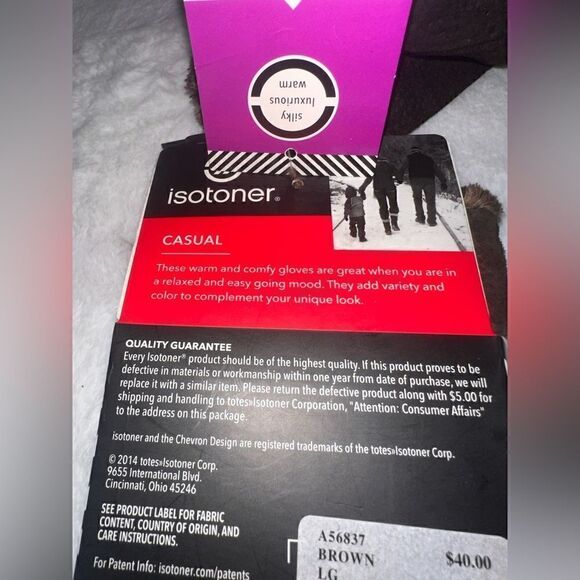 silky
luxurious
warm
isotoner®
CASUAL
These warm and comfy gloves are great when you are in
a relaxed and easy going mood. They add variety and
color to complement your unique look.
QUALITY GUARANTEE
Every Isotoner® product should be of the highest quality. If this product proves to be
defective in materials or workmanship within one year from date of purchase, we will
replace it with a similar item. Please return the defective product along with $5.00 for
shipping and handling to totes»Isotoner Corporation, "Attention: Consumer Affairs"
to the address on this package.
isotoner and the Chevron Design are registered trademarks of the totes»Isotoner Corp.
© 2014 totes»Isotoner Corp.
9655 International Blvd.
Cincinnati, Ohio 45246
SEE PRODUCT LABEL FOR FABRIC
CONTENT, COUNTRY OF ORIGIN, AND
CARE INSTRUCTIONS.
For Patent Info: isotoner.com/patents
A56837
BROWN $40.00
LG